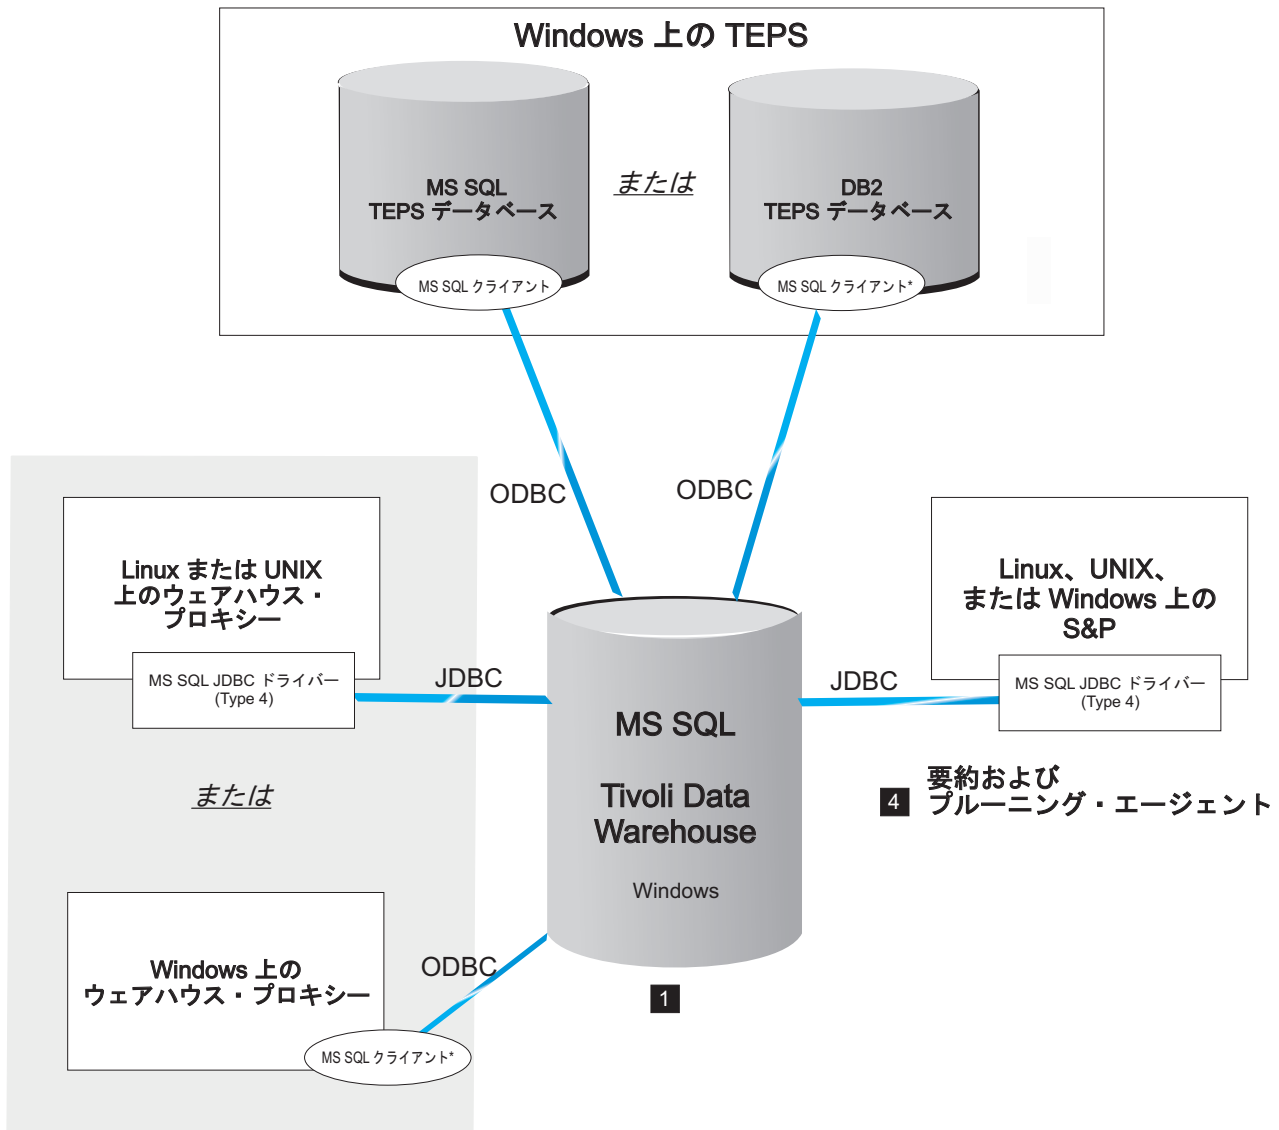 Windows 上の TEPS
MS SQL
TEPS データベース
または
DB2
TEPS データベース
MS SQL クライアント
MS SQL クライアント*
ODBC
ODBC
Linux または UNIX
上のウェアハウス・
プロキシー
MS SQL JDBC ドライバー
(Type 4)
JDBC
または
Windows 上の
ウェアハウス・プロキシー
MS SQL クライアント*
ODBC
MS SQL
Tivoli Data
Warehouse
Windows
1
JDBC
Linux、UNIX、
または Windows 上の
S&P
MS SQL JDBC ドライバー
(Type 4)
4
要約および
プルーニング・エージェント